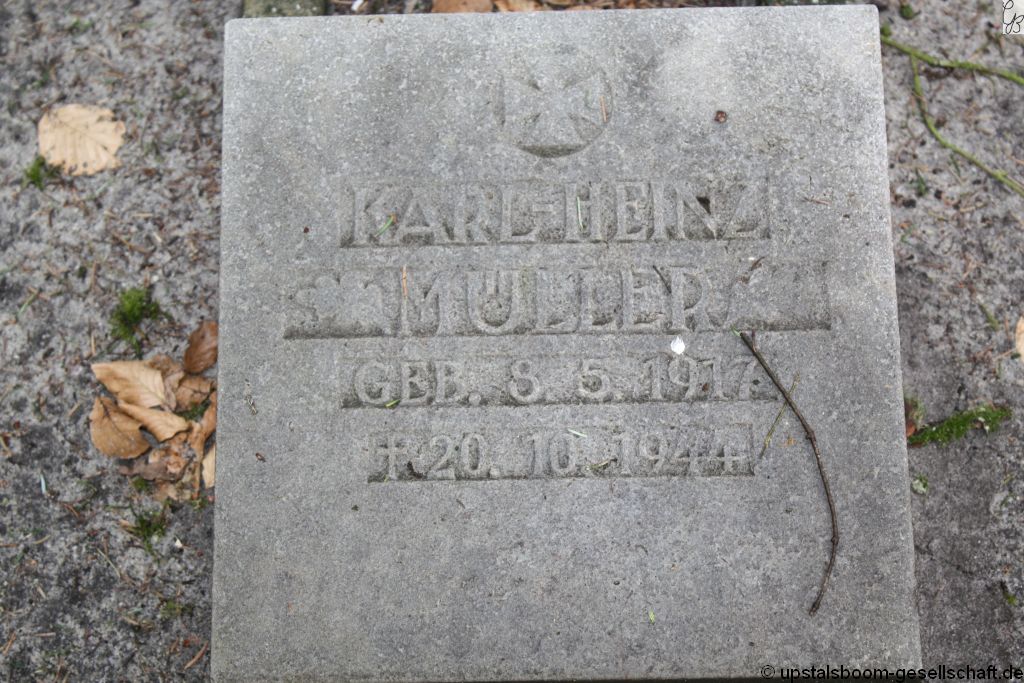 KARL-HEINZ
MÜLLER
GEB. 8. 5. 1917
† 20. 10. 1944
© upstalsboom-gesellschaft.de